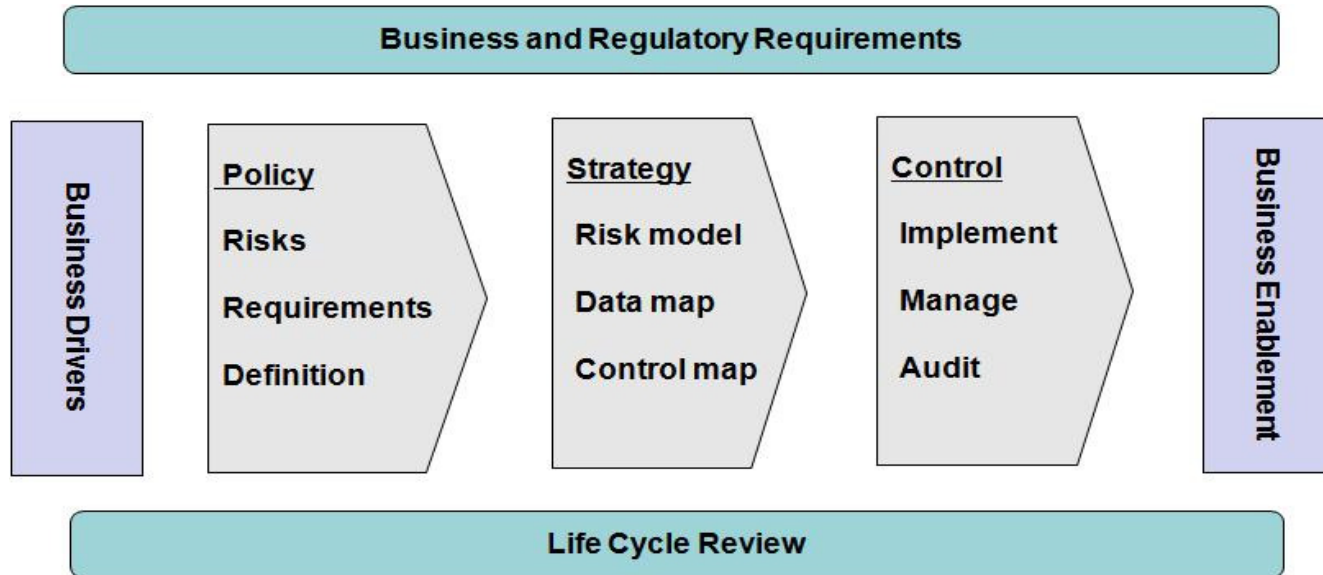 Business and Regulatory Requirements
Business Drivers
Policy
Risks
Requirements
Definition
Strategy
Risk model
Data map
Control map
Control
Implement
Manage
Audit
Business Enablement
Life Cycle Review